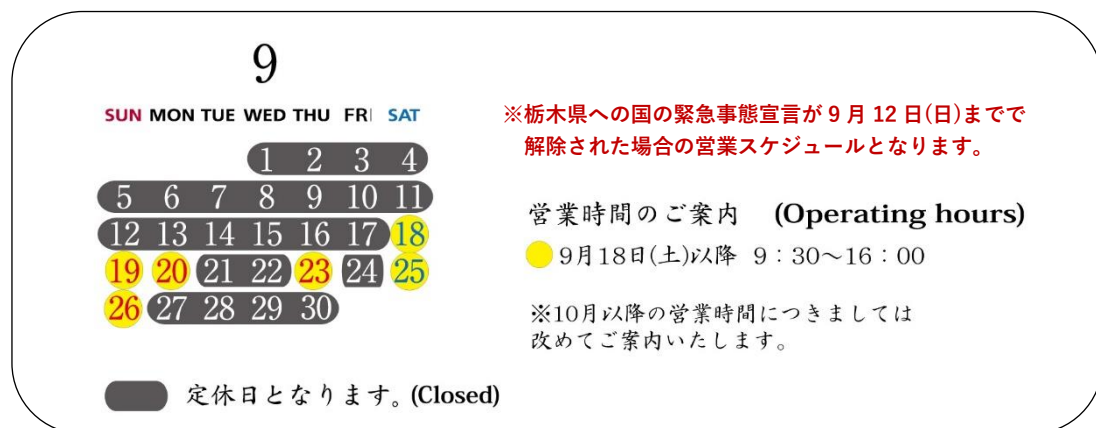 9
SUN MON TUE WED THU FRI SAT
1 2 3 4
5 6 7 8 9 10 11
12 13 14 15 16 17 18
19 20 21 22 23 24 25
26 27 28 29 30
定休日となります。(Closed)
※栃木県への国の緊急事態宣言が9月12日(日)までで
解除された場合の営業スケジュールとなります。
営業時間のご案内 (Operating hours)
9月18日(土)以降 9:30〜16:00
※10月以降の営業時間につきましては
改めてご案内いたします。